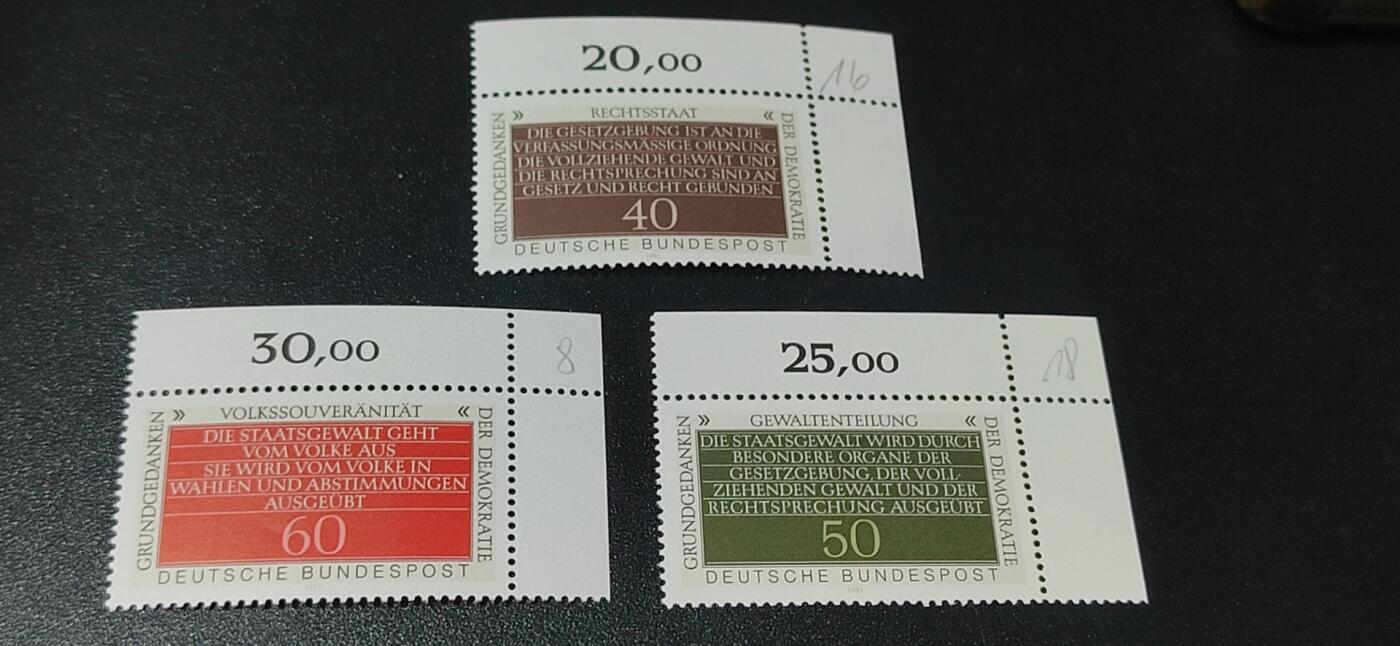 20,00
16
» RECHTSSTAAT «
GRUNDGEDANKEN
DIE GESETZGEBUNG IST AN DIE
VERFASSUNGSMÄSSIGE ORDNUNG
DIE VOLLZIEHENDE GEWALT UND
DIE RECHTSPRECHUNG SIND AN
GESETZ UND RECHT GEBUNDEN
DER DEMOKRATIE
40
DEUTSCHE BUNDESPOST
1981
30,00
8
» VOLKSSOUVERÄNITÄT «
GRUNDGEDANKEN
DIE STAATSGEWALT GEHT
VOM VOLKE AUS
SIE WIRD VOM VOLKE IN
WAHLEN UND ABSTIMMUNGEN
AUSGEÜBT
DER DEMOKRATIE
60
DEUTSCHE BUNDESPOST
1981
25,00
18
» GEWALTENTEILUNG «
GRUNDGEDANKEN
DIE STAATSGEWALT WIRD DURCH
BESONDERE ORGANE DER
GESETZGEBUNG, DER VOLL-
ZIEHENDEN GEWALT UND DER
RECHTSPRECHUNG AUSGEÜBT
DER DEMOKRATIE
50
DEUTSCHE BUNDESPOST
1981